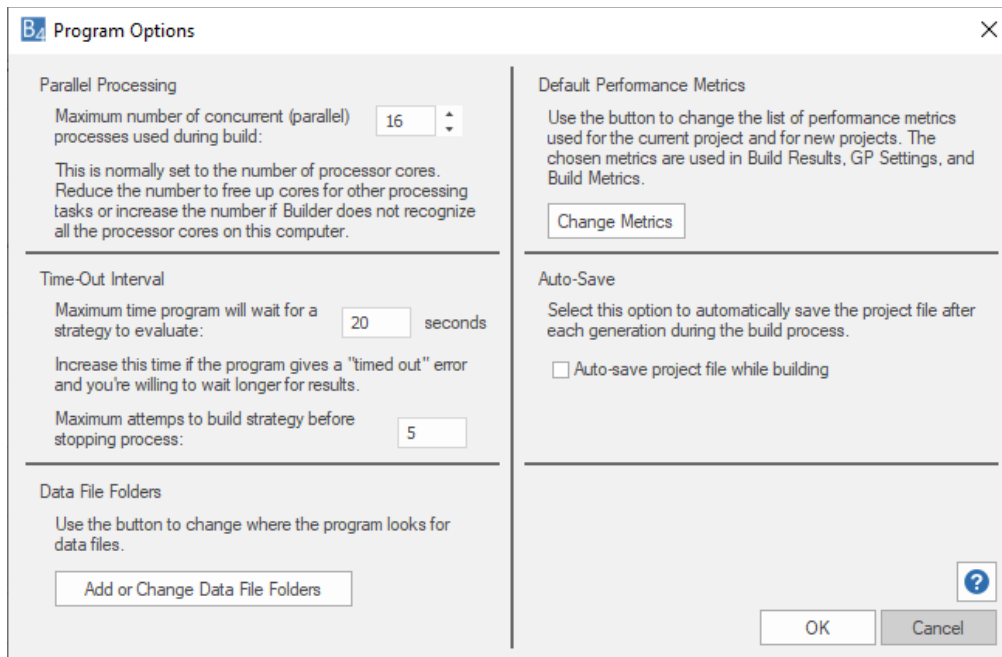 B4 Program Options
Parallel Processing
Maximum number of concurrent (parallel)
processes used during build:
16
This is normally set to the number of processor cores.
Reduce the number to free up cores for other processing
tasks or increase the number if Builder does not recognize
all the processor cores on this computer.
Time-Out Interval
Maximum time program will wait for a
strategy to evaluate:
20 seconds
Increase this time if the program gives a "timed out" error
and you're willing to wait longer for results.
Maximum attemps to build strategy before
stopping process:
5
Data File Folders
Use the button to change where the program looks for
data files.
Add or Change Data File Folders
Default Performance Metrics
Use the button to change the list of performance metrics
used for the current project and for new projects. The
chosen metrics are used in Build Results, GP Settings, and
Build Metrics.
Change Metrics
Auto-Save
Select this option to automatically save the project file after
each generation during the build process.
Auto-save project file while building
?
OK
Cancel